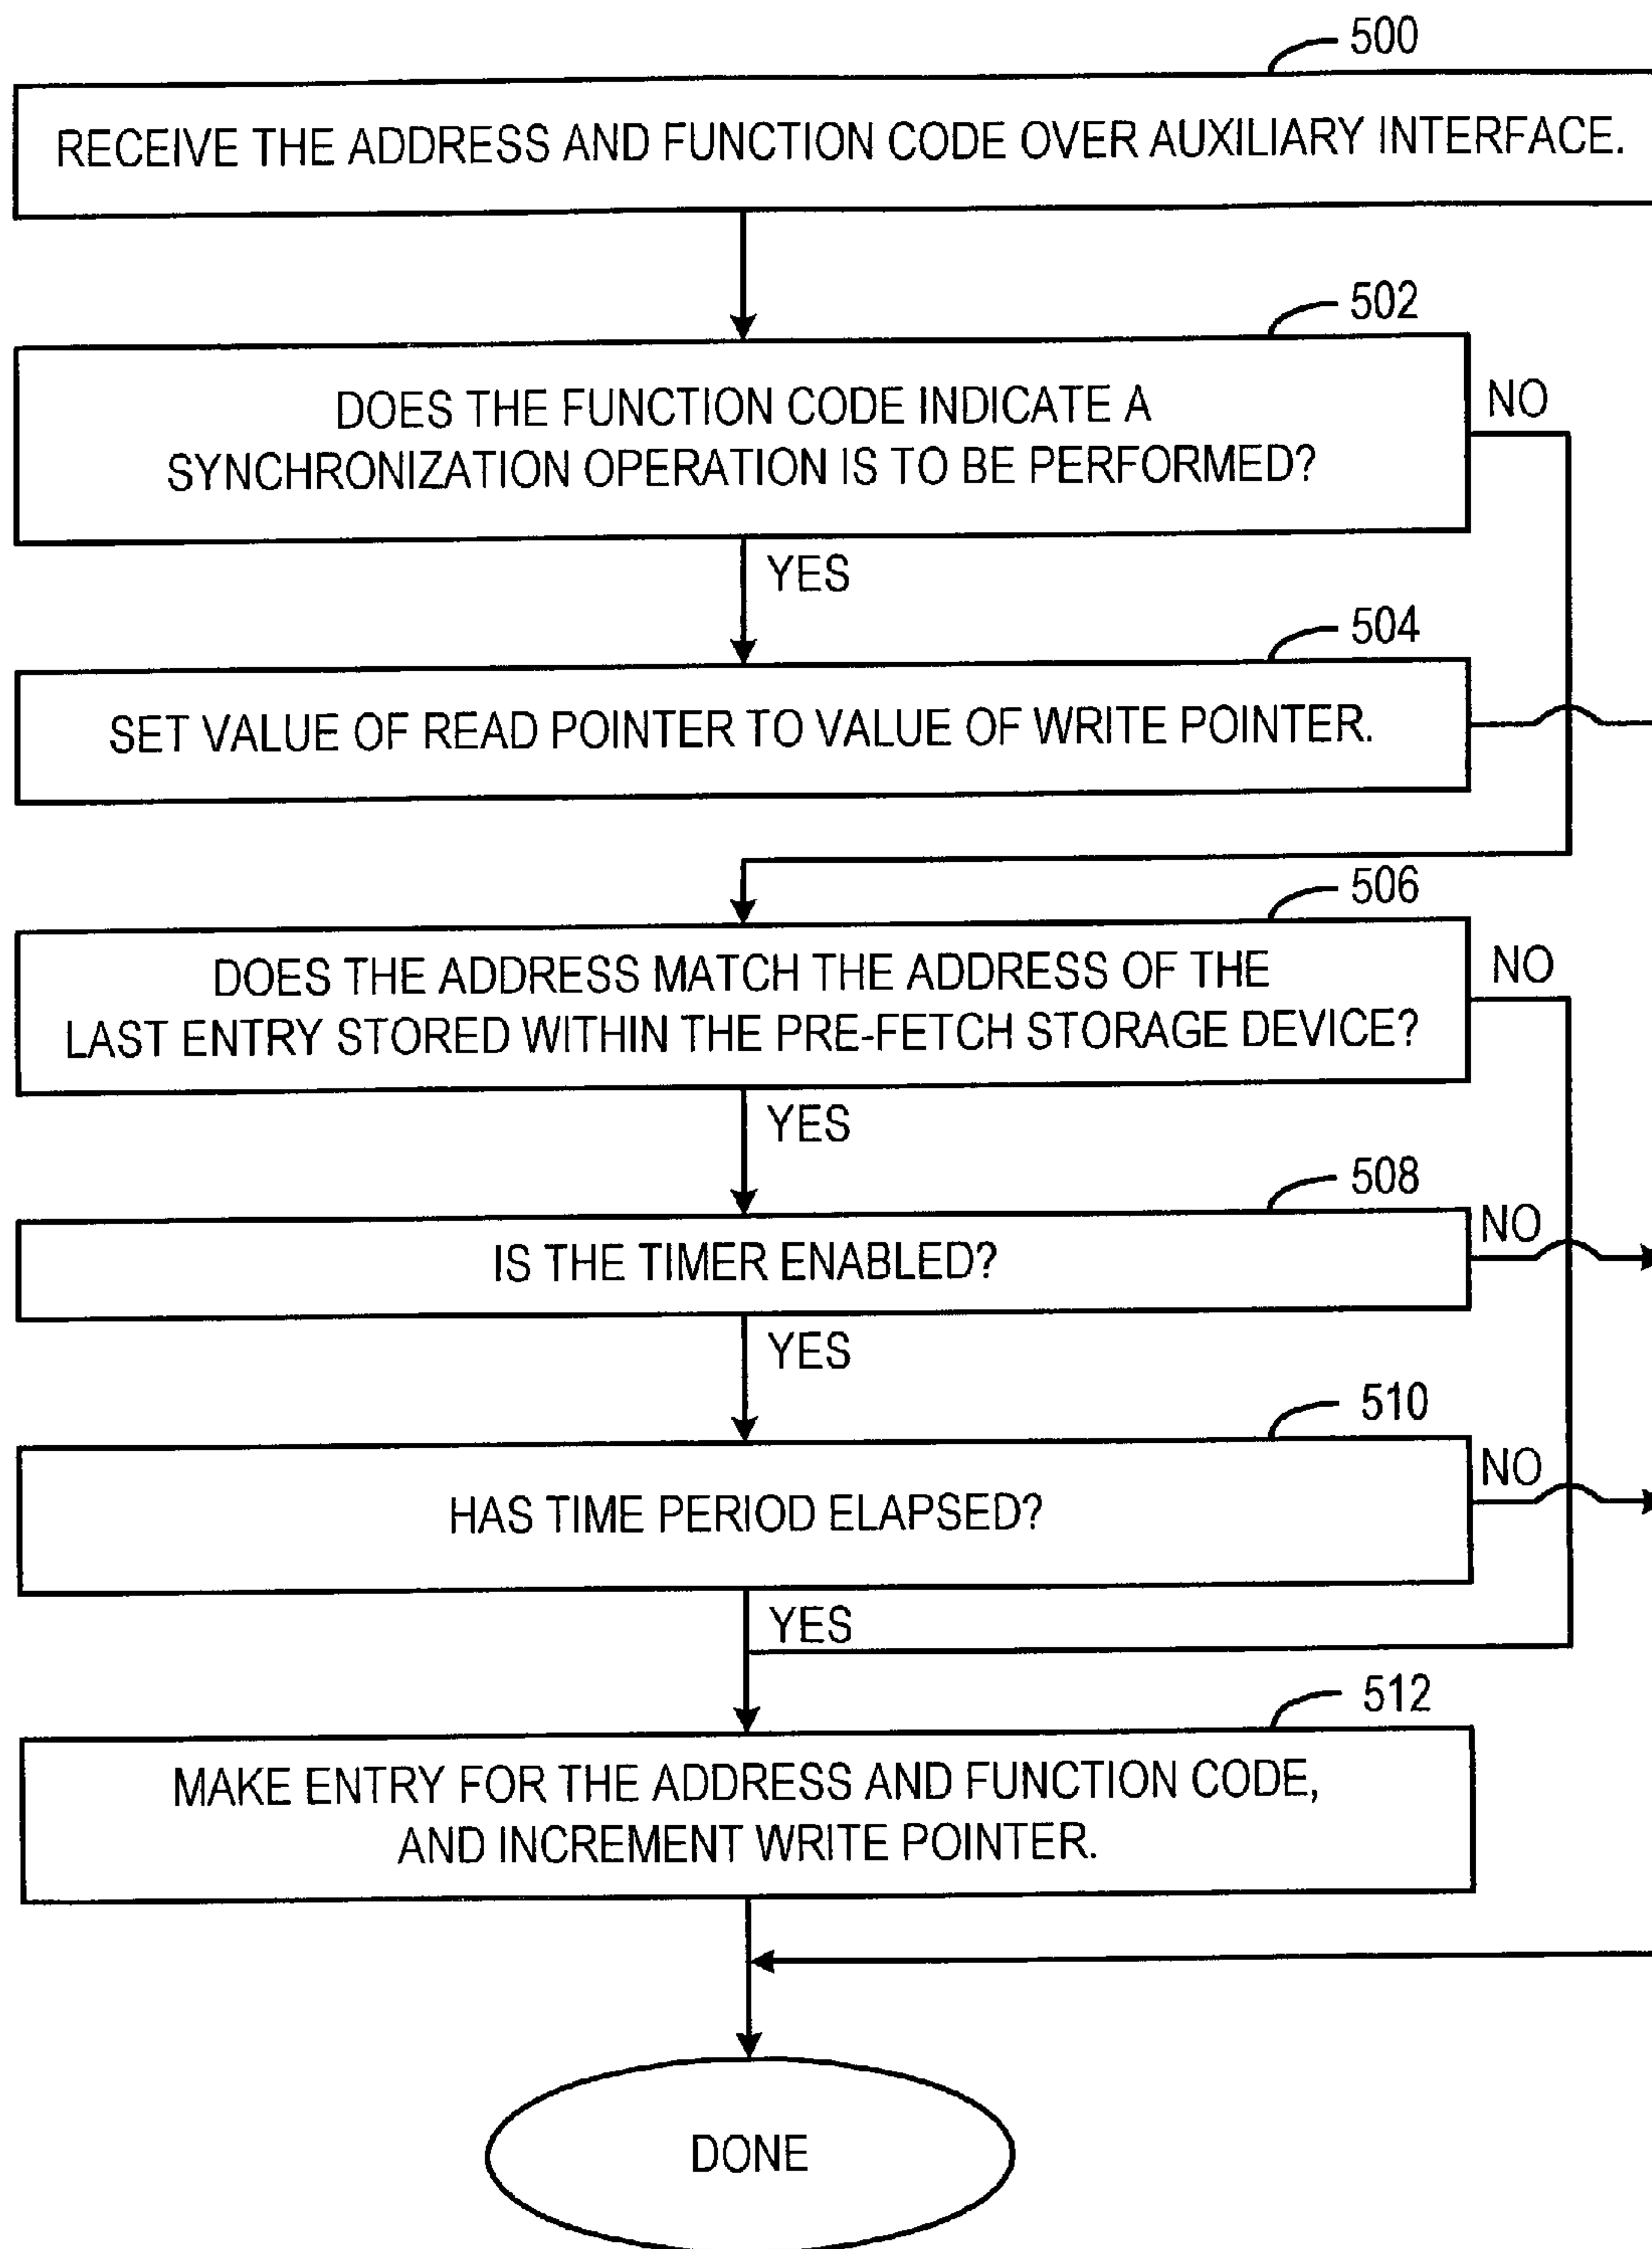 500
RECEIVE THE ADDRESS AND FUNCTION CODE OVER AUXILIARY INTERFACE.
502
DOES THE FUNCTION CODE INDICATE A
SYNCHRONIZATION OPERATION IS TO BE PERFORMED?
NO
YES
504
SET VALUE OF READ POINTER TO VALUE OF WRITE POINTER.
506
DOES THE ADDRESS MATCH THE ADDRESS OF THE
LAST ENTRY STORED WITHIN THE PRE-FETCH STORAGE DEVICE?
NO
YES
508
IS THE TIMER ENABLED?
NO
YES
510
HAS TIME PERIOD ELAPSED?
NO
YES
512
MAKE ENTRY FOR THE ADDRESS AND FUNCTION CODE,
AND INCREMENT WRITE POINTER.
DONE